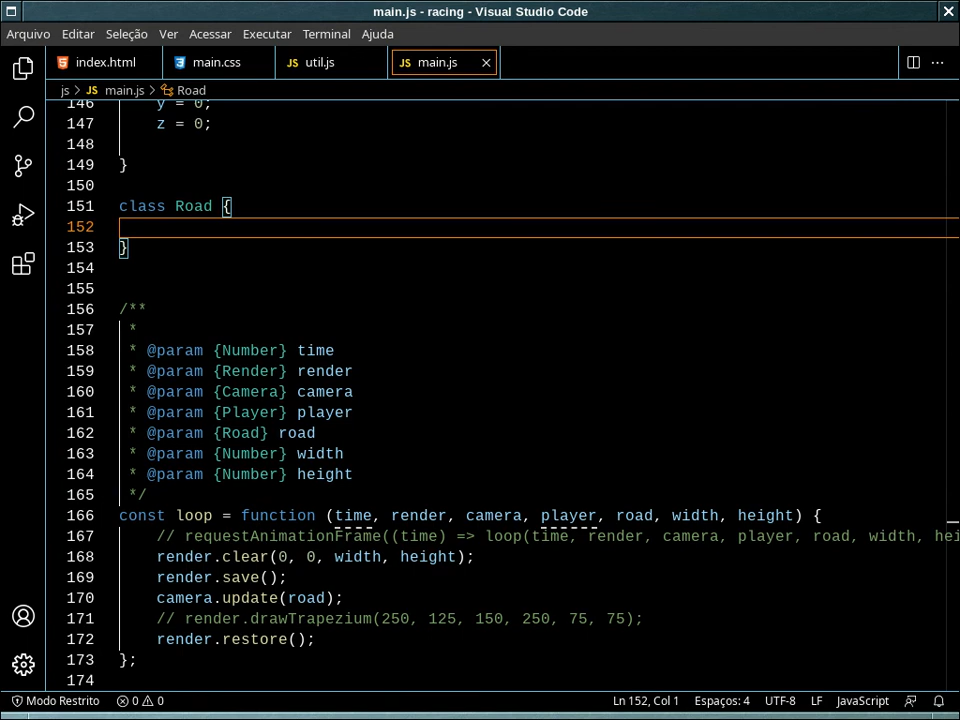 main.js - racing - Visual Studio Code
Arquivo Editar Seleção Ver Acessar Executar Terminal Ajuda
index.html main.css JS util.js JS main.js
js > JS main.js > Road
146 y = 0;
147 z = 0;
148
149 }
150
151 class Road {
152
153 }
154
155
156 /**
157 *
158 * @param {Number} time
159 * @param {Render} render
160 * @param {Camera} camera
161 * @param {Player} player
162 * @param {Road} road
163 * @param {Number} width
164 * @param {Number} height
165 */
166 const loop = function (time, render, camera, player, road, width, height) {
167 // requestAnimationFrame((time) => loop(time, render, camera, player, road, width, hei
168 render.clear(0, 0, width, height);
169 render.save();
170 camera.update(road);
171 // render.drawTrapezium(250, 125, 150, 250, 75, 75);
172 render.restore();
173 };
174
Modo Restrito 0 0 Ln 152, Col 1 Espaços: 4 UTF-8 LF JavaScript